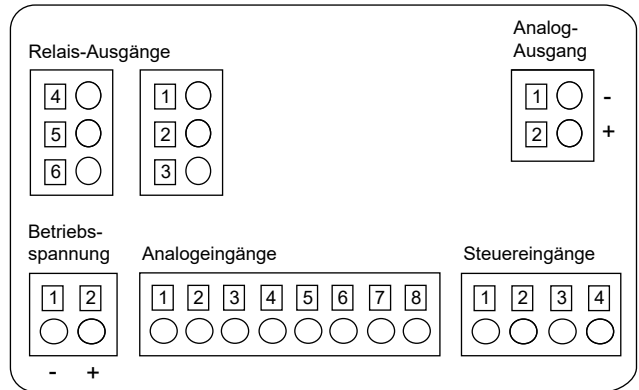 Analog-
Ausgang
Relais-Ausgänge
4 1 1 -
5 2 2 +
6 3
Betriebs-
spannung Analogeingänge Steuereingänge
1 2 1 2 3 4 5 6 7 8 1 2 3 4
- +